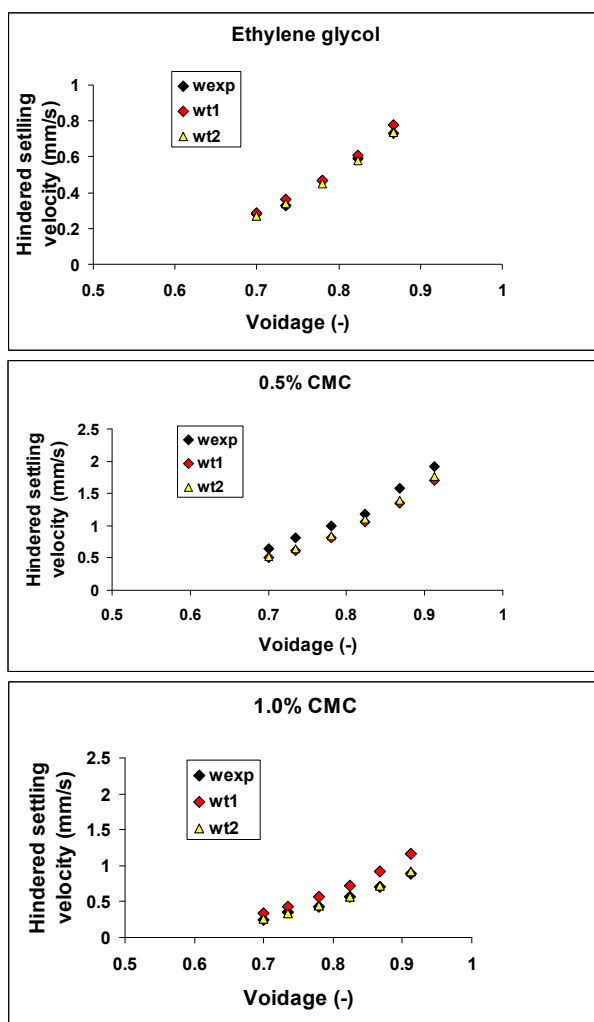 Ethylene glycol
Hindered setlling
velocity (mm/s)
1
0.8
0.6
0.4
0.2
0
wexp
wt1
wt2
0.5 0.6 0.7 0.8 0.9 1
Voidage (-)
0.5% CMC
Hindered settling
velocity (mm/s)
2.5
2
1.5
1
0.5
0
wexp
wt1
wt2
0.5 0.6 0.7 0.8 0.9 1
Voidage (-)
1.0% CMC
Hindered settling
velocity (mm/s)
2.5
2
1.5
1
0.5
0
wexp
wt1
wt2
0.5 0.6 0.7 0.8 0.9 1
Voidage (-)